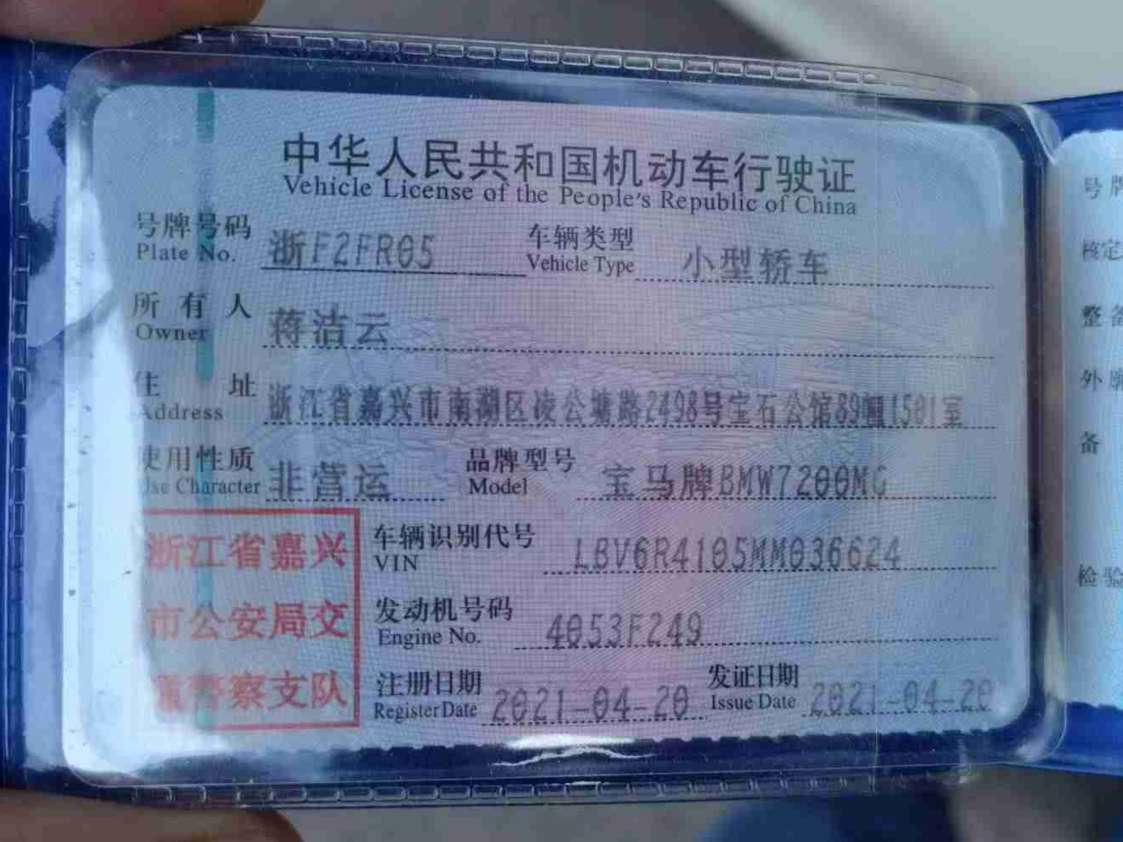 中华人民共和国机动车行驶证
Vehicle License of the People's Republic of China
号牌号码 浙F2FR05 车辆类型 小型轿车
Plate No. Vehicle Type
所有人 蒋洁云
Owner
住址 浙江省嘉兴市南湖区凌公塘路2498号宝石公馆89幢1501室
Address
使用性质 非营运 品牌型号 宝马牌BMW7200MG
Use Character Model
浙江省嘉兴
市公安局交
通警察支队
车辆识别代号 LBV6R4105MM036624
VIN
发动机号码 4053F249
Engine No.
注册日期 2021-04-20 发证日期 2021-04-20
Register Date Issue Date
号牌
核定
整备
外廓
备
检验